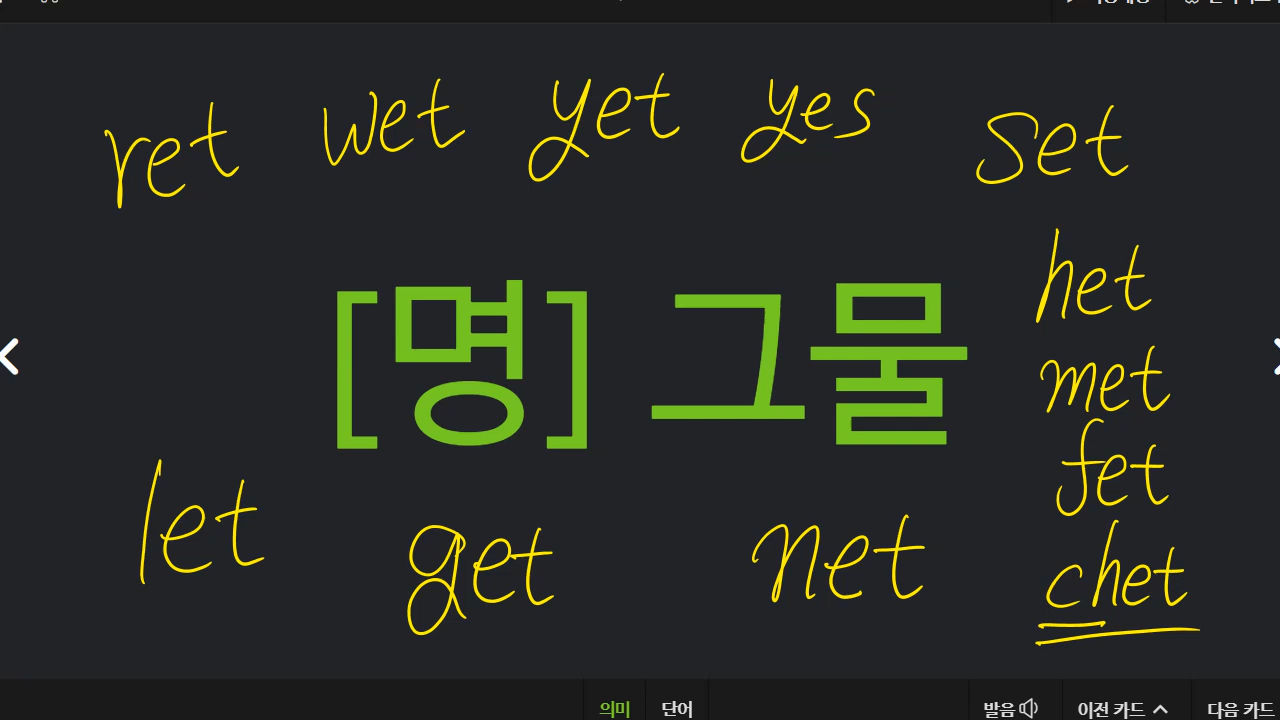 ret wet yet yes set
het
[명] 그물
met
fet
let get net
chet
의미 단어 발음 이전 카드 다음 카드